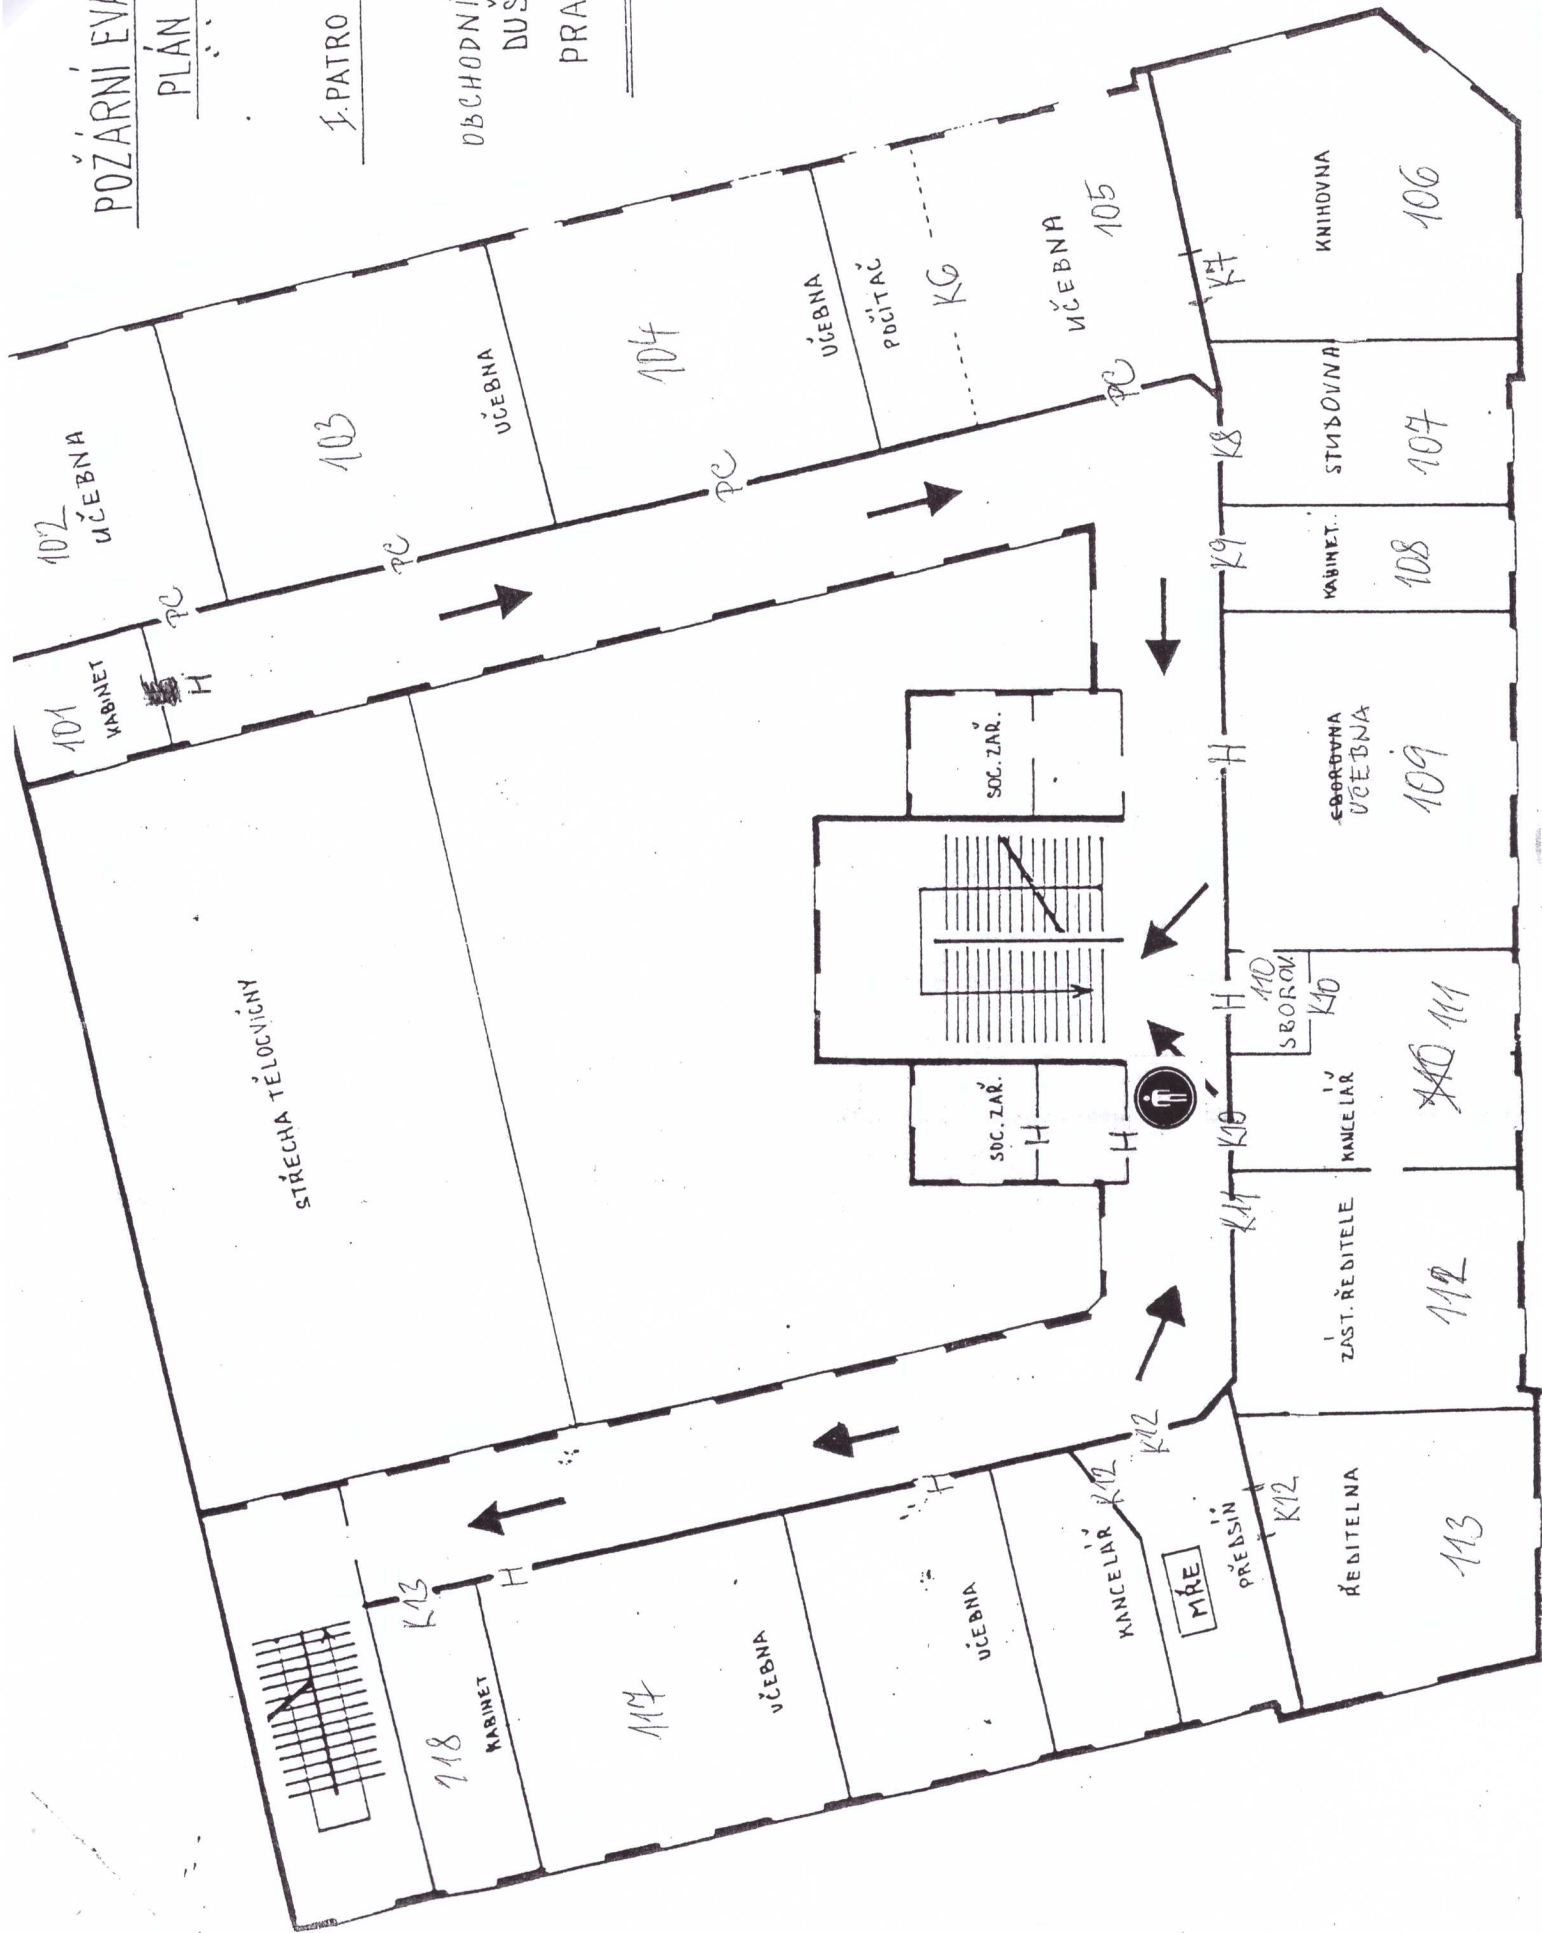 POŽÁRNÍ EVA
PLÁN
I. PATRO
OBCHODNÍ
DUŠ
PRA
102
UČEBNA
101
KABINET
H
PC
103
UČEBNA
PC
104
UČEBNA
PC
POČÍTAČ
K6
UČEBNA
105
PC
K7
KNIHOVNA
106
K8
STUDOVNA
107
K9
KABINET
108
H
SBOROVNA
UČEBNA
109
H
110
SBOROV.
K10
K10
KANCELÁŘ
110 111
K11
ZÁST. ŘEDITELE
112
K12
K12
KANCELÁŘ
MŘE
PŘEDSÍŇ
K12
ŘEDITELNA
113
H
UČEBNA
H
117
UČEBNA
K13
118
KABINET
STŘECHA TĚLOCVIČNY
SOC. ZAŘ.
SOC. ZAŘ.
H
H